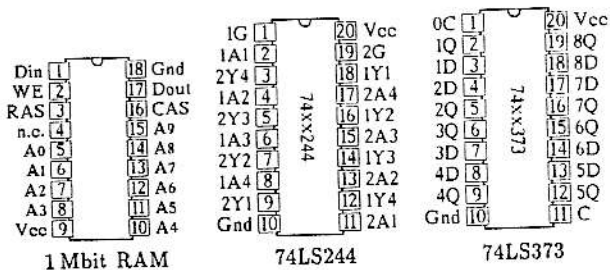 Din 1 18 Gnd
WE 2 17 Dout
RAS 3 16 CAS
n.c. 4 15 A9
A0 5 14 A8
A1 6 13 A7
A2 7 12 A6
A3 8 11 A5
Vcc 9 10 A4
1 Mbit RAM
1G 1 20 Vcc
1A1 2 19 2G
2Y4 3 18 1Y1
1A2 4 17 2A4
2Y3 5 16 1Y2
1A3 6 15 2A3
2Y2 7 14 1Y3
1A4 8 13 2A2
2Y1 9 12 1Y4
Gnd 10 11 2A1
74xx244
74LS244
0C 1 20 Vcc
1Q 2 19 8Q
1D 3 18 8D
2D 4 17 7D
2Q 5 16 7Q
3Q 6 15 6Q
3D 7 14 6D
4D 8 13 5D
4Q 9 12 5Q
Gnd 10 11 C
74xx373
74LS373